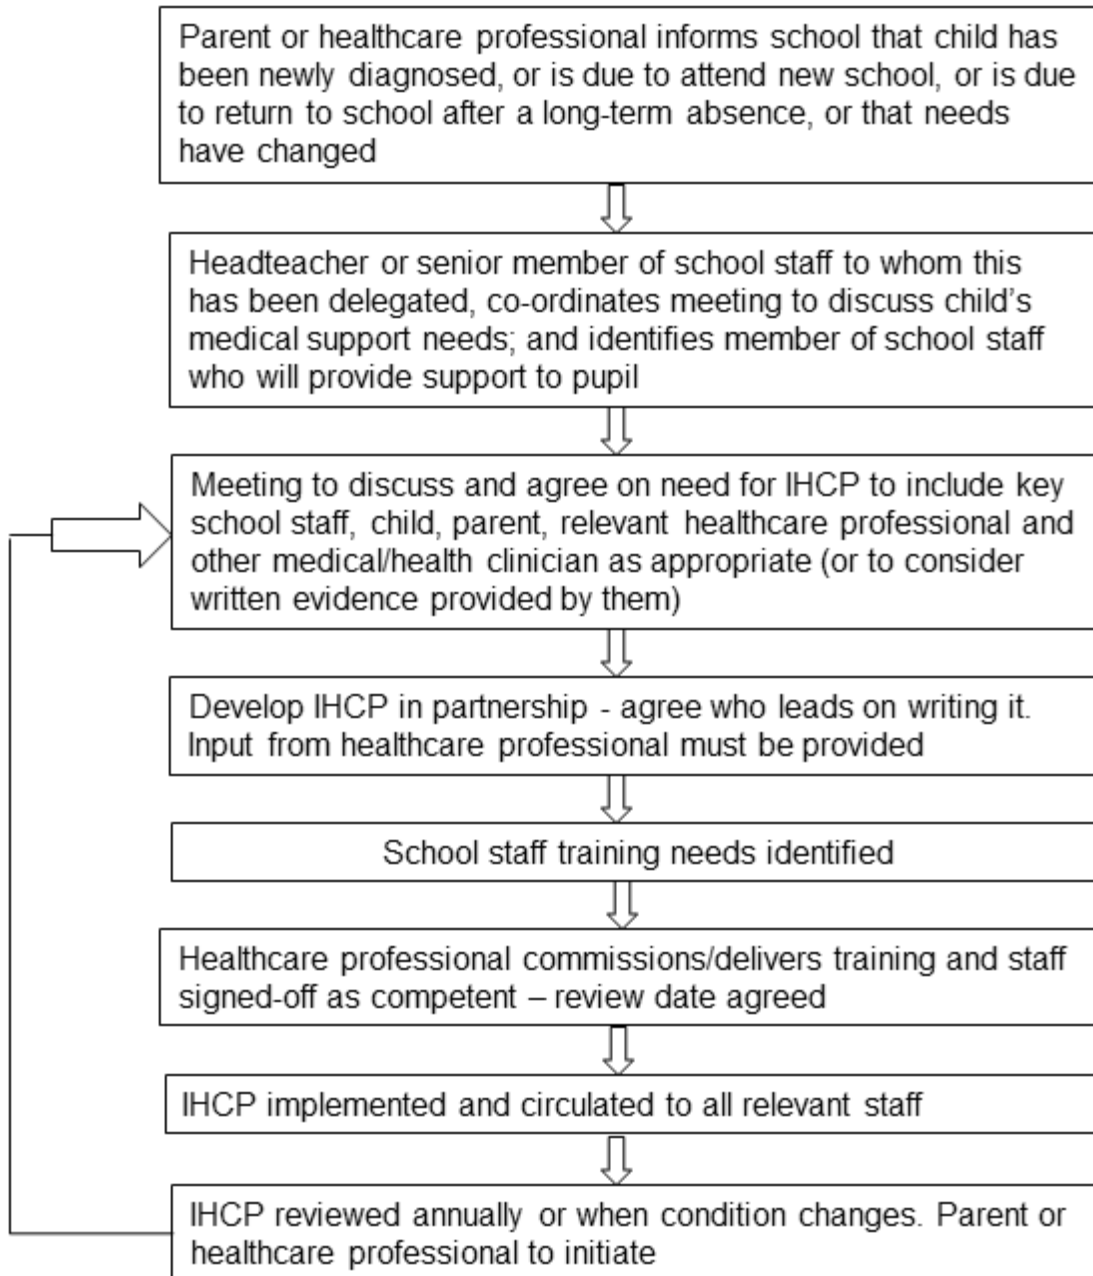 Parent or healthcare professional informs school that child has
been newly diagnosed, or is due to attend new school, or is due
to return to school after a long-term absence, or that needs
have changed
Headteacher or senior member of school staff to whom this
has been delegated, co-ordinates meeting to discuss child's
medical support needs; and identifies member of school staff
who will provide support to pupil
Meeting to discuss and agree on need for IHCP to include key
school staff, child, parent, relevant healthcare professional and
other medical/health clinician as appropriate (or to consider
written evidence provided by them)
Develop IHCP in partnership - agree who leads on writing it.
Input from healthcare professional must be provided
School staff training needs identified
Healthcare professional commissions/delivers training and staff
signed-off as competent – review date agreed
IHCP implemented and circulated to all relevant staff
IHCP reviewed annually or when condition changes. Parent or
healthcare professional to initiate